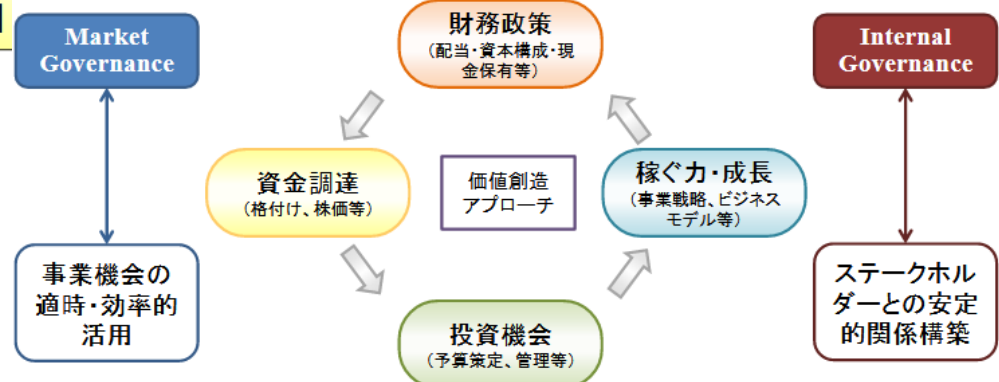 Market
Governance
事業機会の
適時・効率的
活用
財務政策
（配当・資本構成・現
金保有等）
資金調達
（格付け、株価等）
価値創造
アプローチ
稼ぐ力・成長
（事業戦略、ビジネス
モデル等）
投資機会
（予算策定、管理等）
Internal
Governance
ステークホル
ダーとの安定
的関係構築